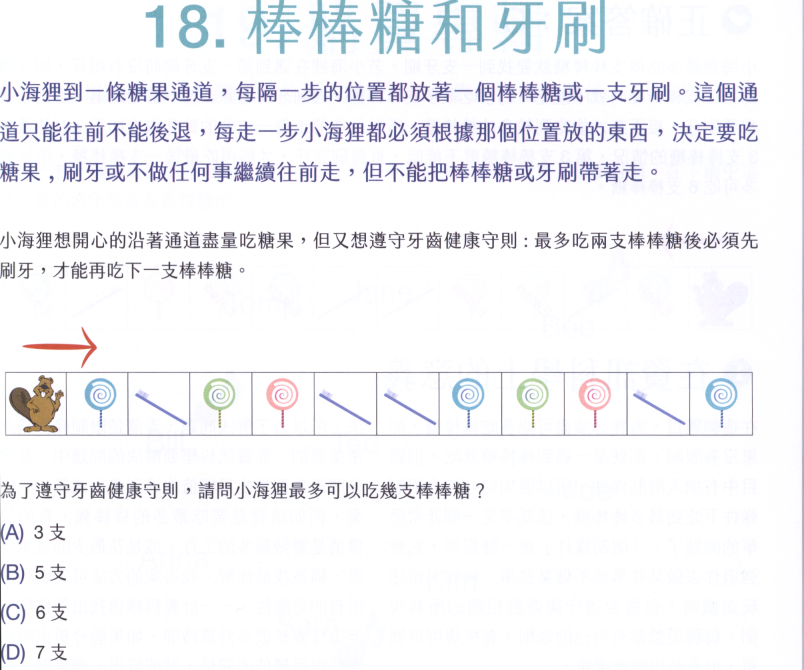 18. 棒棒糖和牙刷
小海狸到一條糖果通道，每隔一步的位置都放著一個棒棒糖或一支牙刷。這個通
道只能往前不能後退，每走一步小海狸都必須根據那個位置放的東西，決定要吃
糖果，刷牙或不做任何事繼續往前走，但不能把棒棒糖或牙刷帶著走。
小海狸想開心的沿著通道盡量吃糖果，但又想遵守牙齒健康守則：最多吃兩支棒棒糖後必須先
刷牙，才能再吃下一支棒棒糖。
為了遵守牙齒健康守則，請問小海狸最多可以吃幾支棒棒糖？
(A) 3 支
(B) 5 支
(C) 6 支
(D) 7 支